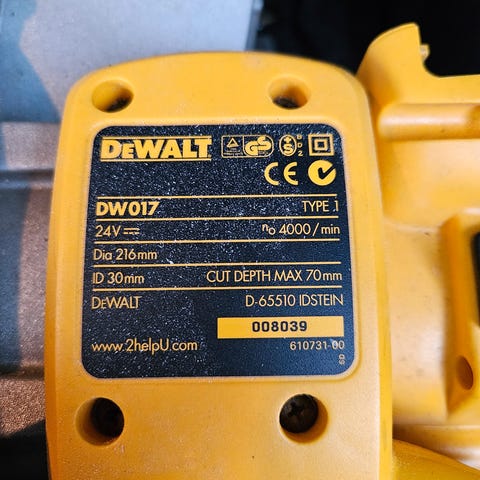 DEWALT GS S
CE
DW017 TYPE 1
24V n₀ 4000/min
Dia 216mm
ID 30mm CUT DEPTH MAX 70mm
DEWALT D-65510 IDSTEIN
008039
www.2helpU.com 610731-00